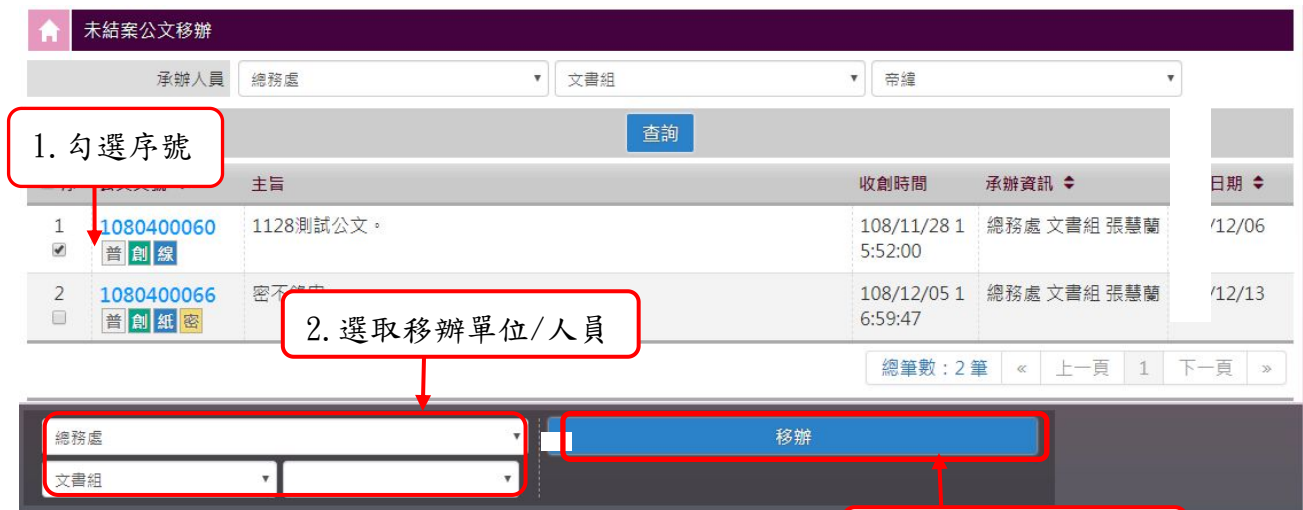 未結案公文移辦
承辦人員 總務處 文書組 帝緯
查詢
1.勾選序號
主旨 收創時間 承辦資訊 日期
1 1080400060 1128測試公文。 108/11/28 1 總務處 文書組 張慧蘭 /12/06
普 創 線 5:52:00
2 1080400066 密不 108/12/05 1 總務處 文書組 張慧蘭 /12/13
普 創 紙 密 6:59:47
2.選取移辦單位/人員
總筆數:2 筆 « 上一頁 1 下一頁 »
總務處 移辦
文書組